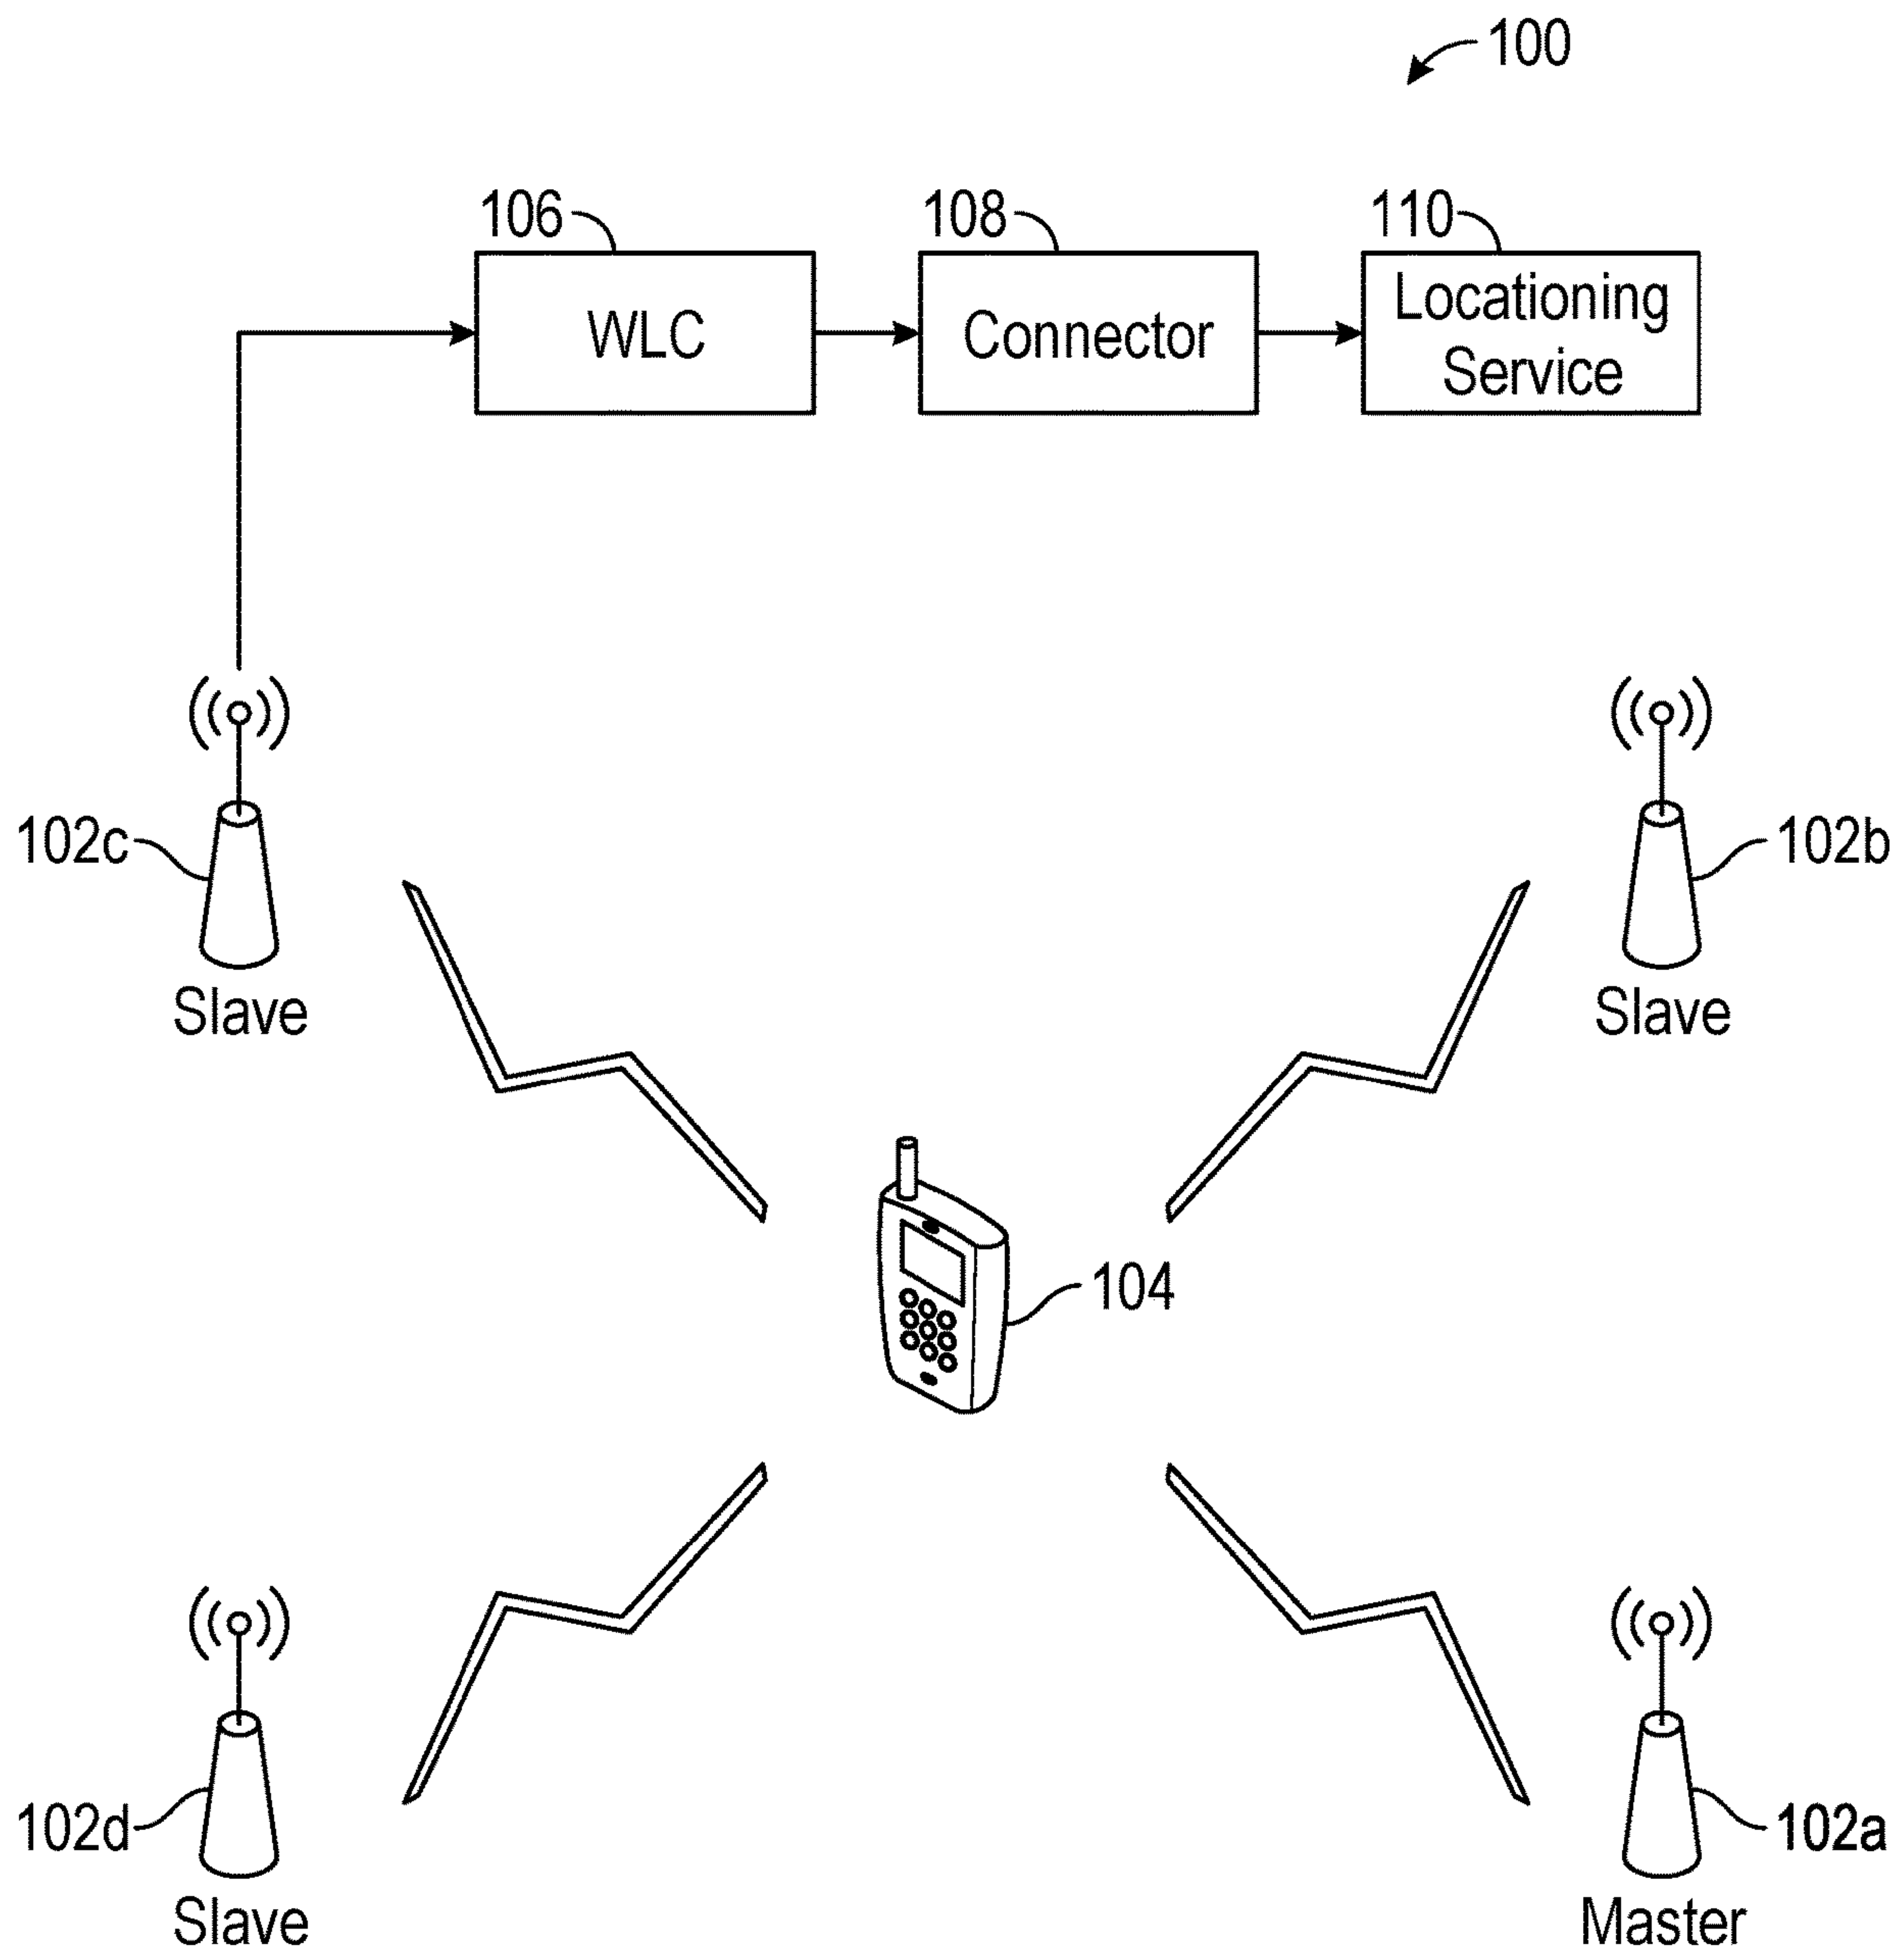 100
106
108
110
WLC
Connector
Locationing
Service
102c
102b
Slave
Slave
104
102d
102a
Slave
Master